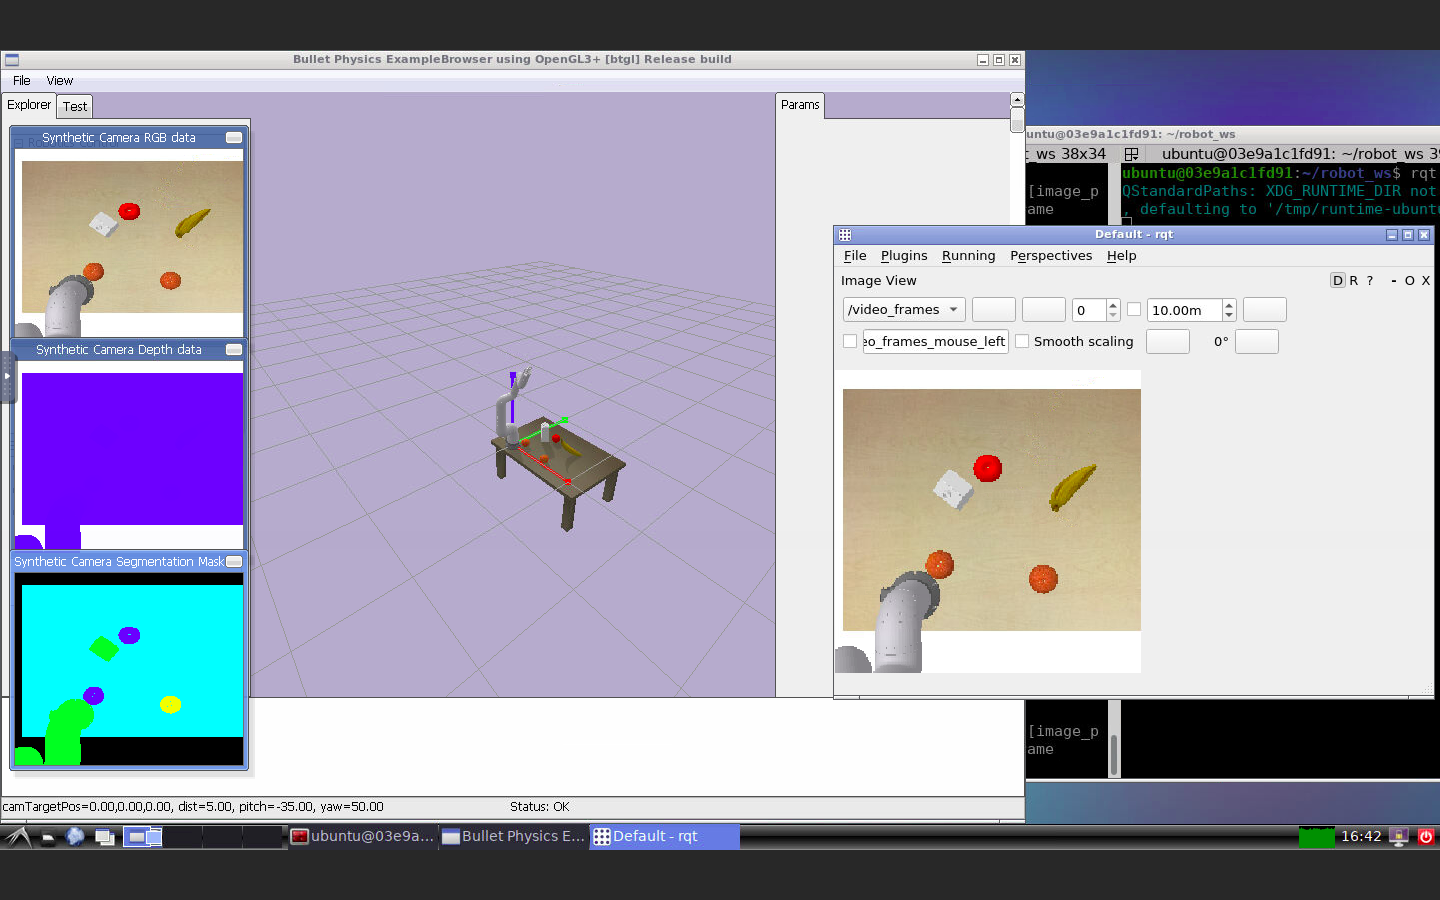 Bullet Physics ExampleBrowser using OpenGL3+ [btgl] Release build
File View
Explorer Test
Params
Synthetic Camera RGB data
Synthetic Camera Depth data
Synthetic Camera Segmentation Mask
camTargetPos=0.00,0.00,0.00, dist=5.00, pitch=-35.00, yaw=50.00
Status: OK
untu@03e9a1c1fd91: ~/robot_ws
t_ws 38x34
ubuntu@03e9a1c1fd91: ~/robot_ws 39
ubuntu@03e9a1c1fd91:~/robot_ws$ rqt
[image_p
QStandardPaths: XDG_RUNTIME_DIR not
ame
, defaulting to '/tmp/runtime-ubuntu
Default - rqt
File Plugins Running Perspectives Help
Image View
D R ? - O X
/video_frames
0
10.00m
eo_frames_mouse_left
Smooth scaling
0°
[image_p
ame
ubuntu@03e9a...
Bullet Physics E...
Default - rqt
16:42